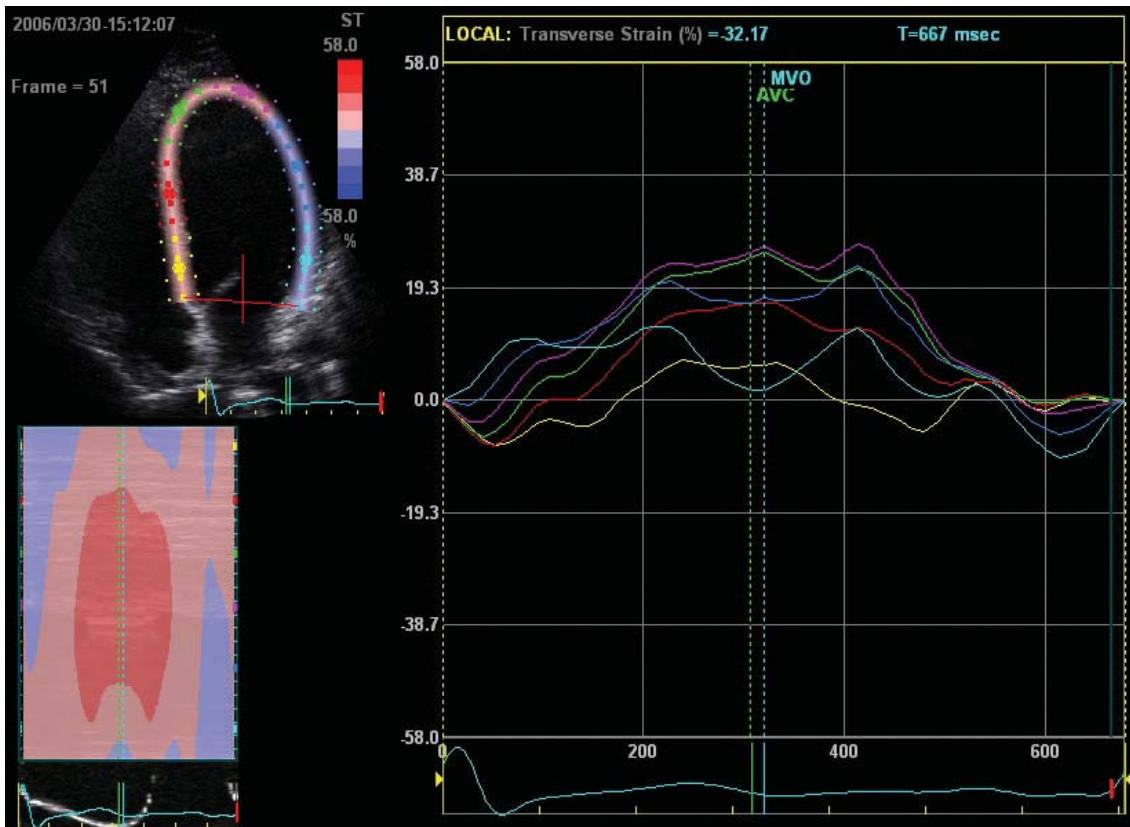 2006/03/30-15:12:07
ST
58.0
Frame = 51
58.0
%
LOCAL: Transverse Strain (%) =-32.17 T=667 msec
58.0
MVO
AVC
38.7
19.3
0.0
-19.3
-38.7
-58.0
0 200 400 600